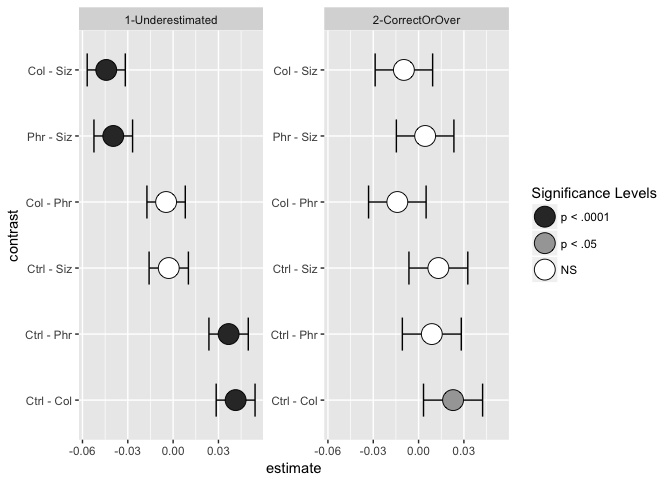 1-Underestimated
2-CorrectOrOver
contrast
Col - Siz
Phr - Siz
Col - Phr
Ctrl - Siz
Ctrl - Phr
Ctrl - Col
Col - Siz
Phr - Siz
Col - Phr
Ctrl - Siz
Ctrl - Phr
Ctrl - Col
-0.06 -0.03 0.00 0.03
-0.06 -0.03 0.00 0.03
estimate
Significance Levels
p < .0001
p < .05
NS